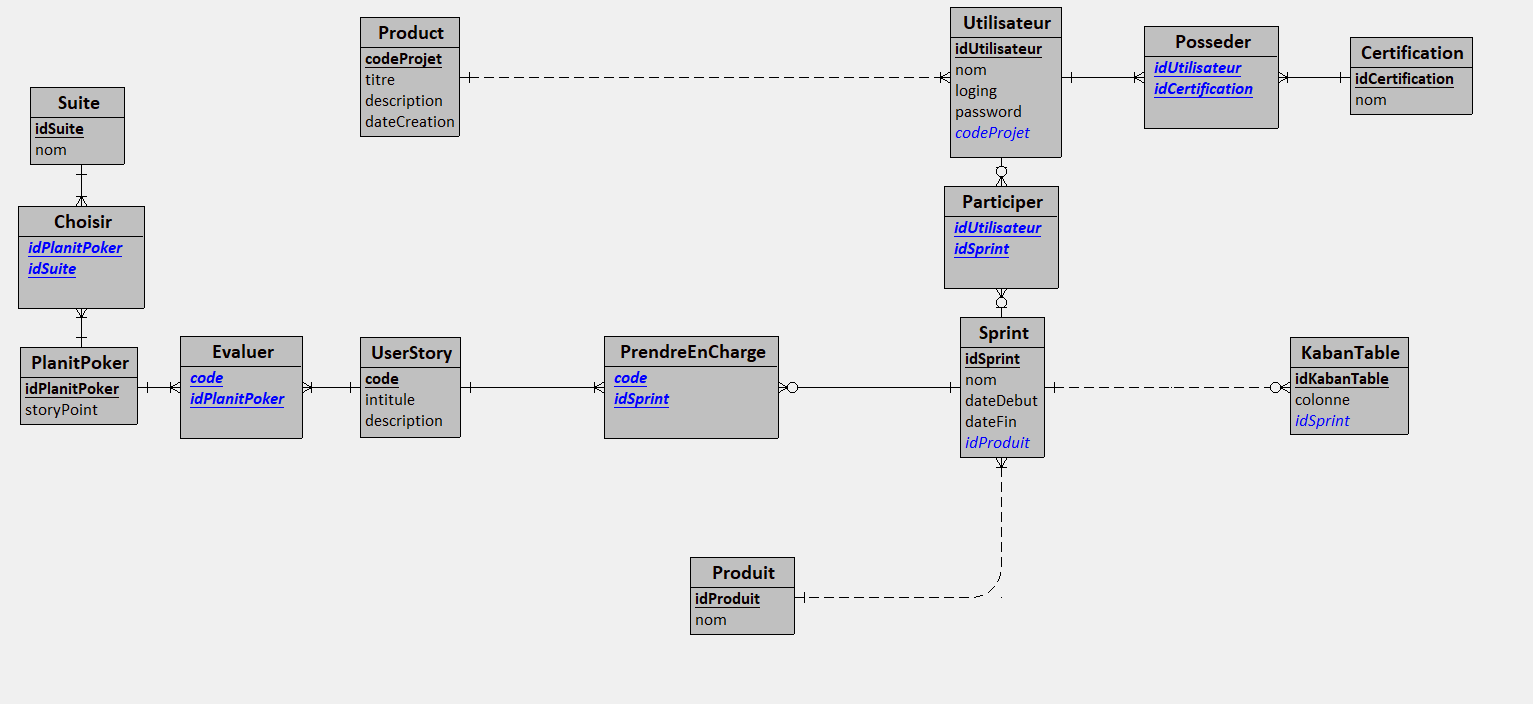 Product
codeProjet
titre
description
dateCreation
Utilisateur
idUtilisateur
nom
loging
password
codeProjet
Posseder
idUtilisateur
idCertification
Certification
idCertification
nom
Suite
idSuite
nom
Choisir
idPlanitPoker
idSuite
Participer
idUtilisateur
idSprint
PlanitPoker
idPlanitPoker
storyPoint
Evaluer
code
idPlanitPoker
UserStory
code
intitule
description
PrendreEnCharge
code
idSprint
Sprint
idSprint
nom
dateDebut
dateFin
idProduit
KabanTable
idKabanTable
colonne
idSprint
Produit
idProduit
nom